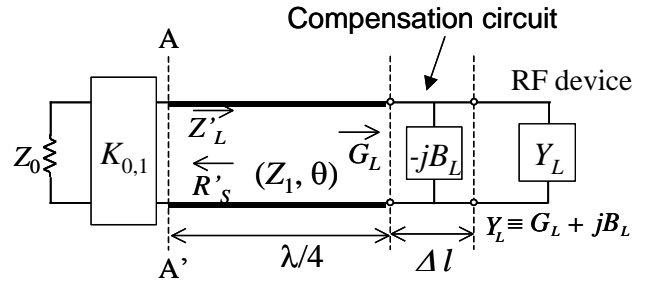 Compensation circuit
A
RF device
Z'L
Z0
K0,1
GL
-jBL
YL
R'S
(Z1, θ)
YL ≡ GL + jBL
λ/4
Δl
A'